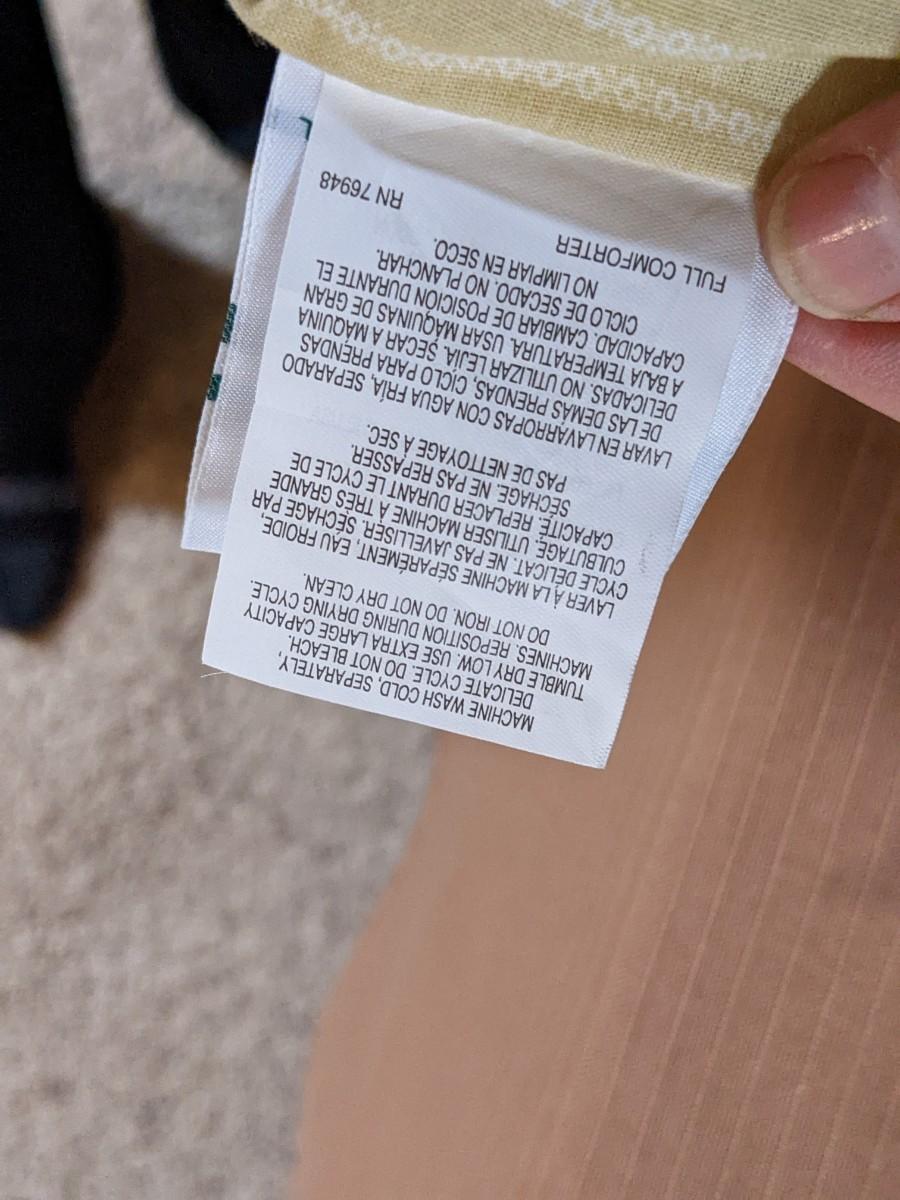 MACHINE WASH COLD, SEPARATELY,
DELICATE CYCLE. DO NOT BLEACH.
TUMBLE DRY LOW. USE EXTRA LARGE CAPACITY
MACHINES. REPOSITION DURING DRYING CYCLE.
DO NOT IRON. DO NOT DRY CLEAN.
LAVER À LA MACHINE SÉPARÉMENT, EAU FROIDE,
CYCLE DÉLICAT. NE PAS JAVELLISER. SÉCHAGE PAR
CULBUTAGE. UTILISER MACHINE À TRÈS GRANDE
CAPACITÉ. REPLACER DURANT LE CYCLE DE
SÉCHAGE. NE PAS REPASSER.
PAS DE NETTOYAGE À SEC.
LAVAR EN LAVARROPAS CON AGUA FRÍA, SEPARADO
DE LAS DEMÁS PRENDAS, CICLO PARA PRENDAS
DELICADAS. NO UTILIZAR LEJÍA. SECAR A MÁQUINA
A BAJA TEMPERATURA. USAR MÁQUINAS DE GRAN
CAPACIDAD. CAMBIAR DE POSICIÓN DURANTE EL
CICLO DE SECADO. NO PLANCHAR.
NO LIMPIAR EN SECO.
FULL COMFORTER
RN 76948